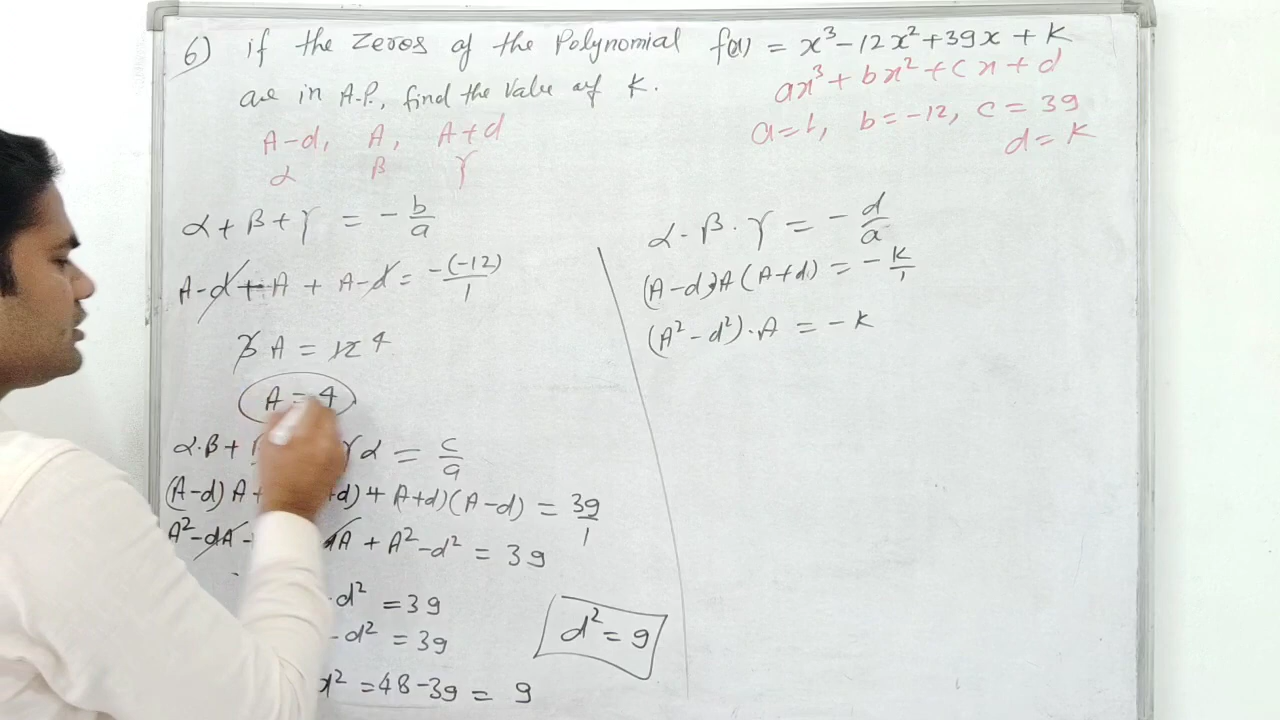 6) if the Zeros of the Polynomial f(x) = x³-12x²+39x + K
are in A.P., find the Value of K.
ax³ + bx² + cx + d
a=1, b=-12, c = 39
d = K
A-d, A, A+d
α β γ
α + β + γ = -b/a
A-d + A + A-d = -(-12)/1
3A = 12 4
A = 4
α.β + γα = c/a
(A-d) A + +d) + A+d)(A-d) = 39/1
A²-dA dA + A²-d² = 39
d² = 39
-d² = 39
² = 48-39 = 9
d² = 9
α.β.γ = -d/a
(A-d)A(A+d) = -K/1
(A²-d²).A = -K